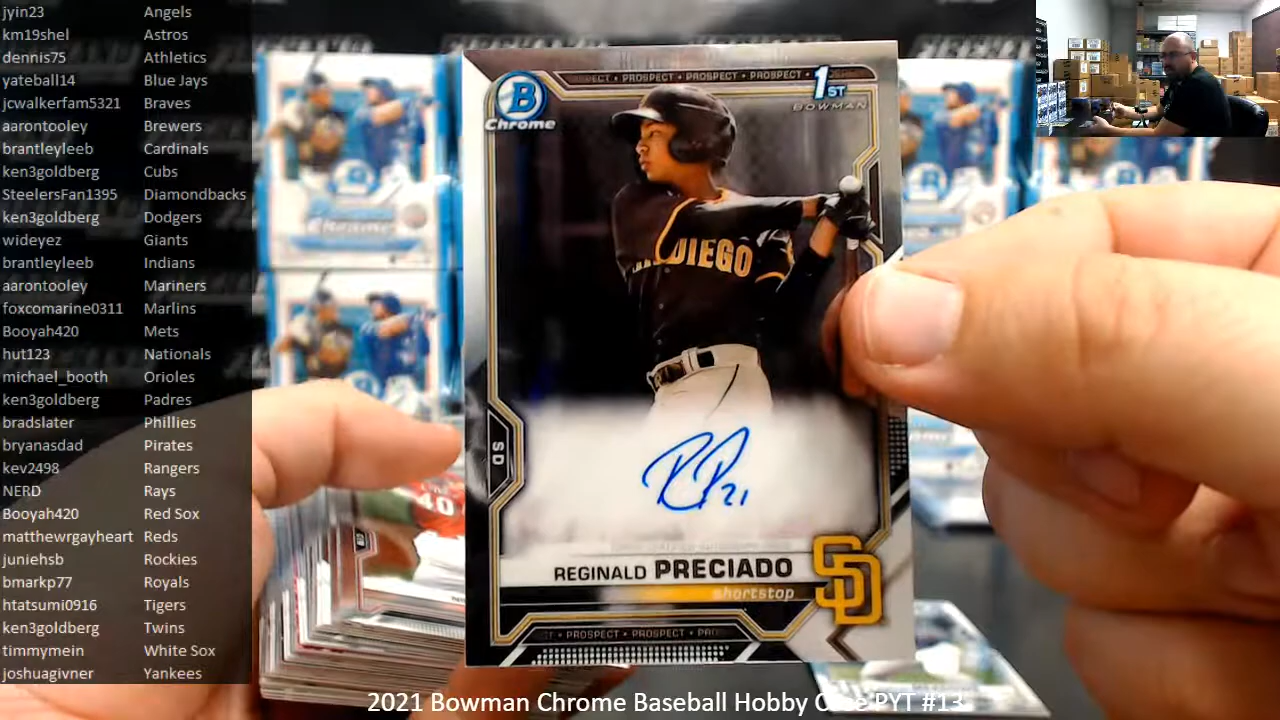 jyin23 Angels
km19shel Astros
dennis75 Athletics
yateball14 Blue Jays
jcwalkerfam5321 Braves
aarontooley Brewers
brantleyleeb Cardinals
ken3goldberg Cubs
SteelersFan1395 Diamondbacks
ken3goldberg Dodgers
wideyez Giants
brantleyleeb Indians
aarontooley Mariners
foxcomarine0311 Marlins
Booyah420 Mets
hut123 Nationals
michael_booth Orioles
ken3goldberg Padres
bradslater Phillies
bryanasdad Pirates
kev2498 Rangers
NERD Rays
Booyah420 Red Sox
matthewrgayheart Reds
juniehsb Rockies
bmarkp77 Royals
htatsumi0916 Tigers
ken3goldberg Twins
timmymein White Sox
joshuagivner Yankees
PROSPECT • PROSPECT • PROSPECT
B
Chrome
1ST
BOWMAN
DIEGO
SD
40
21
REGINALD PRECIADO
shortstop
SD
PROSPECT • PROSPECT
2021 Bowman Chrome Baseball Hobby Case PYT #13